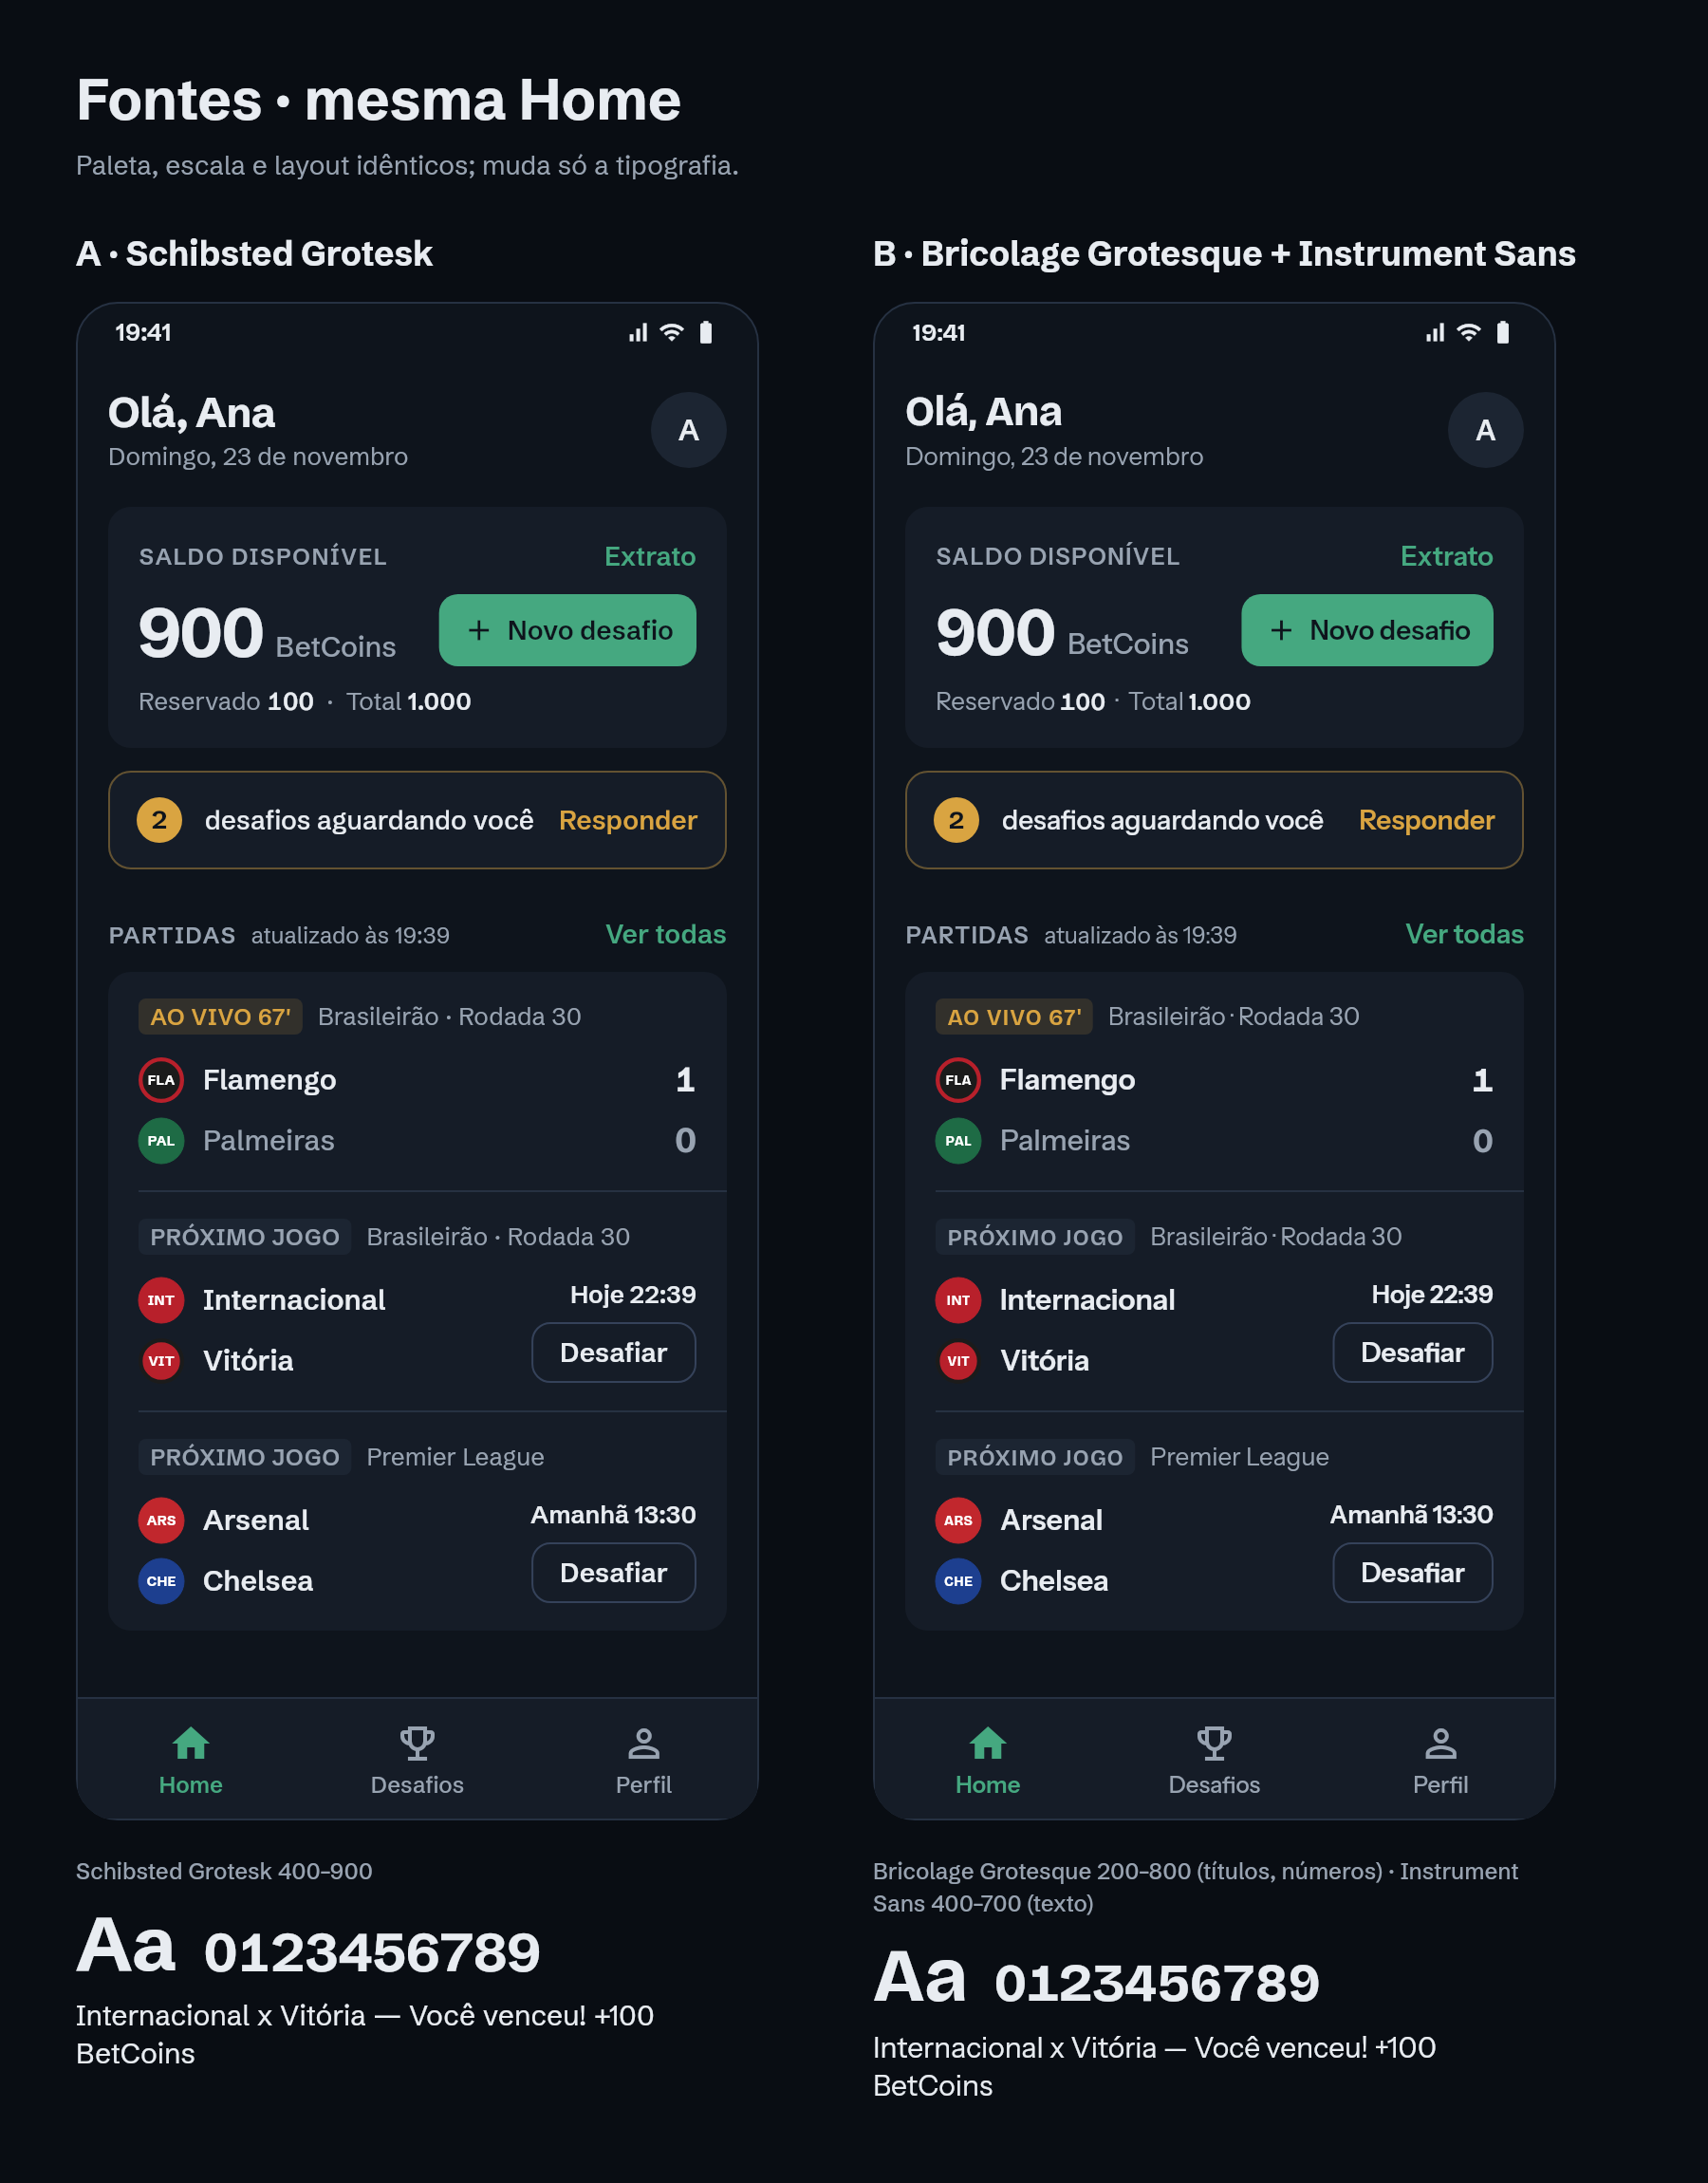 Fontes · mesma Home
Paleta, escala e layout idênticos; muda só a tipografia.
A · Schibsted Grotesk
19:41
Olá, Ana
A
Domingo, 23 de novembro
SALDO DISPONÍVEL
Extrato
900 BetCoins
+ Novo desafio
Reservado 100 · Total 1.000
2 desafios aguardando você Responder
PARTIDAS atualizado às 19:39 Ver todas
AO VIVO 67' Brasileirão · Rodada 30
FLA Flamengo 1
PAL Palmeiras 0
PRÓXIMO JOGO Brasileirão · Rodada 30
INT Internacional Hoje 22:39
VIT Vitória Desafiar
PRÓXIMO JOGO Premier League
ARS Arsenal Amanhã 13:30
CHE Chelsea Desafiar
Home Desafios Perfil
Schibsted Grotesk 400–900
Aa 0123456789
Internacional x Vitória — Você venceu! +100
BetCoins
B · Bricolage Grotesque + Instrument Sans
19:41
Olá, Ana
A
Domingo, 23 de novembro
SALDO DISPONÍVEL
Extrato
900 BetCoins
+ Novo desafio
Reservado 100 · Total 1.000
2 desafios aguardando você Responder
PARTIDAS atualizado às 19:39 Ver todas
AO VIVO 67' Brasileirão · Rodada 30
FLA Flamengo 1
PAL Palmeiras 0
PRÓXIMO JOGO Brasileirão · Rodada 30
INT Internacional Hoje 22:39
VIT Vitória Desafiar
PRÓXIMO JOGO Premier League
ARS Arsenal Amanhã 13:30
CHE Chelsea Desafiar
Home Desafios Perfil
Bricolage Grotesque 200–800 (títulos, números) · Instrument
Sans 400–700 (texto)
Aa 0123456789
Internacional x Vitória — Você venceu! +100
BetCoins